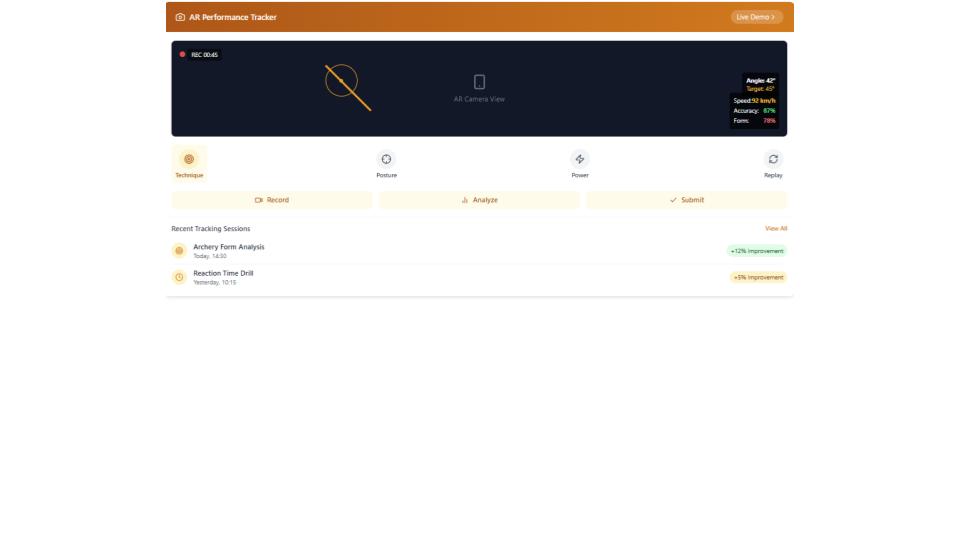 AR Performance Tracker
Live Demo
REC 00:45
AR Camera View
Angle: 42°
Target: 45°
Speed:92 km/h
Accuracy: 87%
Form: 78%
Technique
Posture
Power
Replay
Record
Analyze
Submit
Recent Tracking Sessions
View All
Archery Form Analysis
Today, 14:30
+12% improvement
Reaction Time Drill
Yesterday, 10:15
+5% improvement